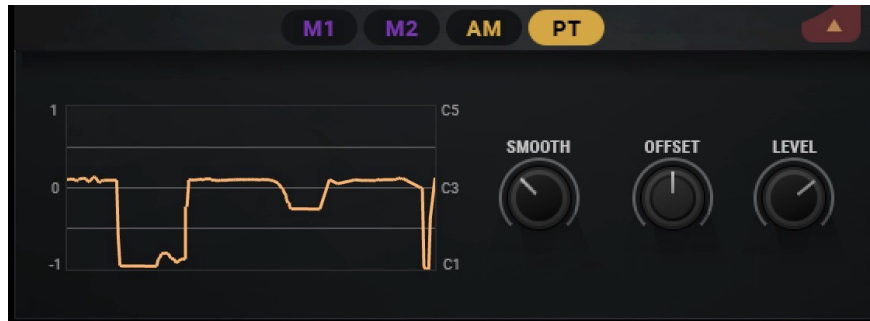 M1 M2 AM PT
1 C5
SMOOTH OFFSET LEVEL
0 C3
-1 C1